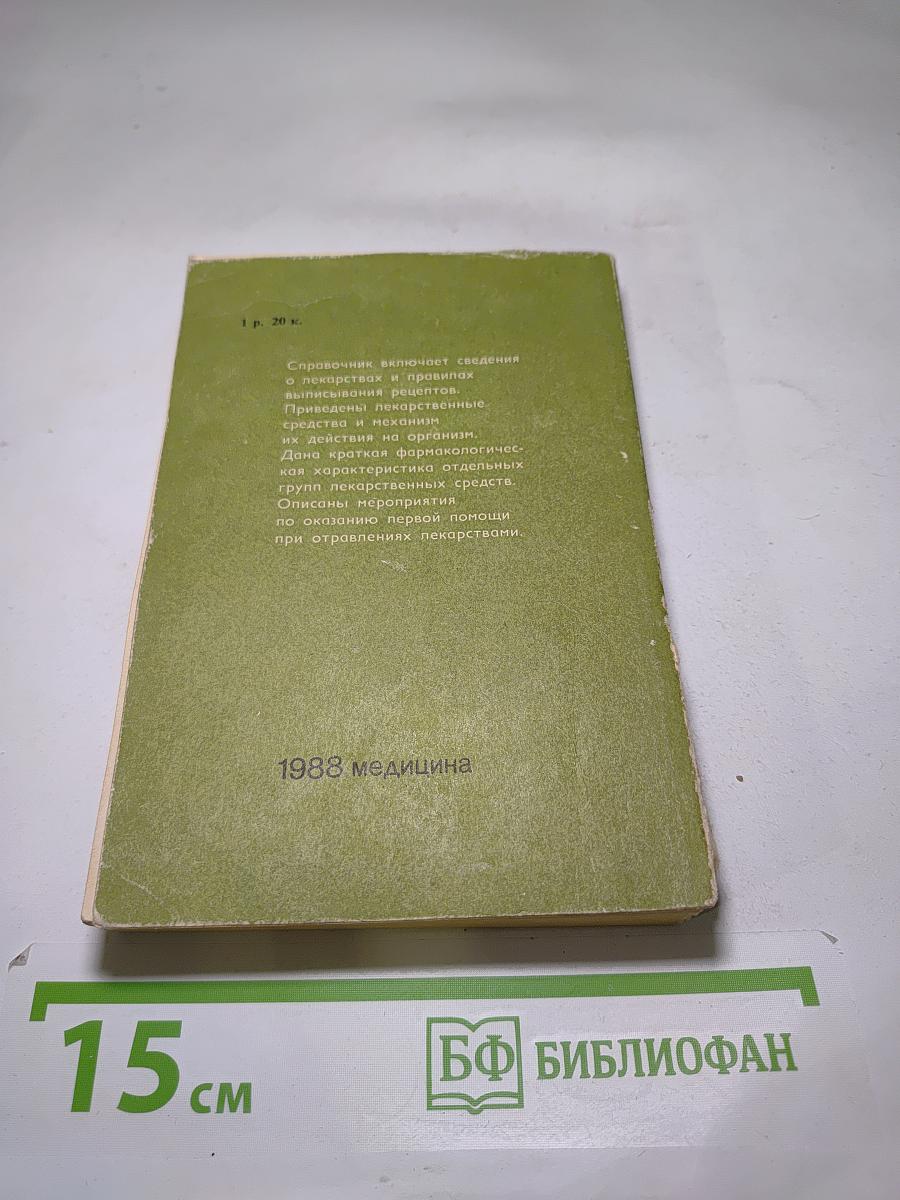 1 р. 20 к.
Справочник включает сведения
о лекарствах и правилах
выписывания рецептов.
Приведены лекарственные
средства и механизм
их действия на организм.
Дана краткая фармакологичес-
кая характеристика отдельных
групп лекарственных средств.
Описаны мероприятия
по оказанию первой помощи
при отравлениях лекарствами.
1988 медицина
15 см
БФ БИБЛИОФАН